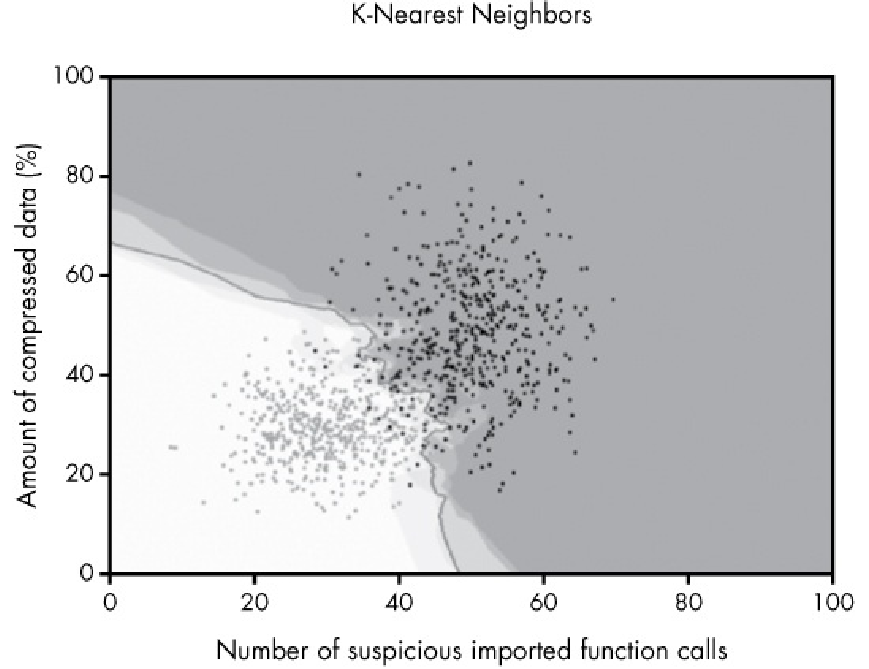 K-Nearest Neighbors
100
80
60
40
20
0
Amount of compressed data (%)
0 20 40 60 80 100
Number of suspicious imported function calls